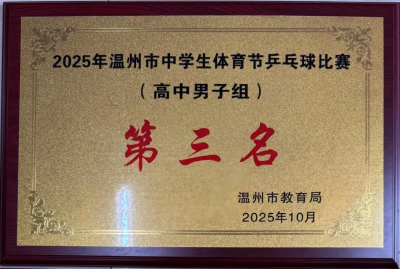 2025年温州市中学生体育节乒乓球比赛
（高中男子组）
第三名
温州市教育局
2025年10月